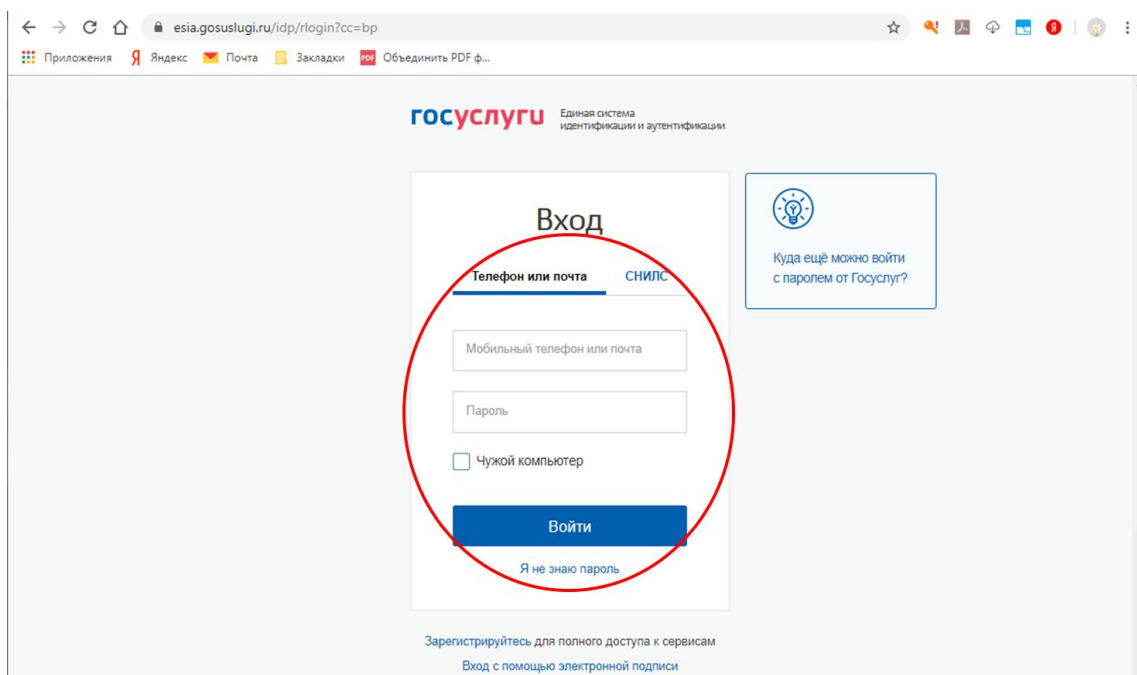 esia.gosuslugi.ru/idp/rlogin?cc=bp
Приложения Яндекс Почта Закладки PDF Объединить PDF ф...
госуслуги
Единая система
идентификации и аутентификации
Вход
Телефон или почта СНИЛС
Мобильный телефон или почта
Пароль
Чужой компьютер
Войти
Я не знаю пароль
Куда ещё можно войти
с паролем от Госуслуг?
Зарегистрируйтесь для полного доступа к сервисам
Вход с помощью электронной подписи